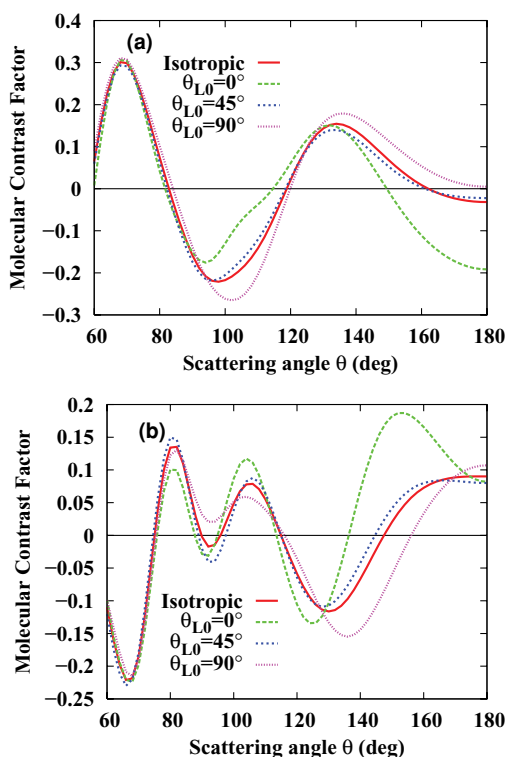 (a)
Isotropic
θL0=0°
θL0=45°
θL0=90°
Molecular Contrast Factor
0.4
0.3
0.2
0.1
0
−0.1
−0.2
−0.3
60 80 100 120 140 160 180
Scattering angle θ (deg)
(b)
Isotropic
θL0=0°
θL0=45°
θL0=90°
Molecular Contrast Factor
0.2
0.15
0.1
0.05
0
−0.05
−0.1
−0.15
−0.2
−0.25
60 80 100 120 140 160 180
Scattering angle θ (deg)